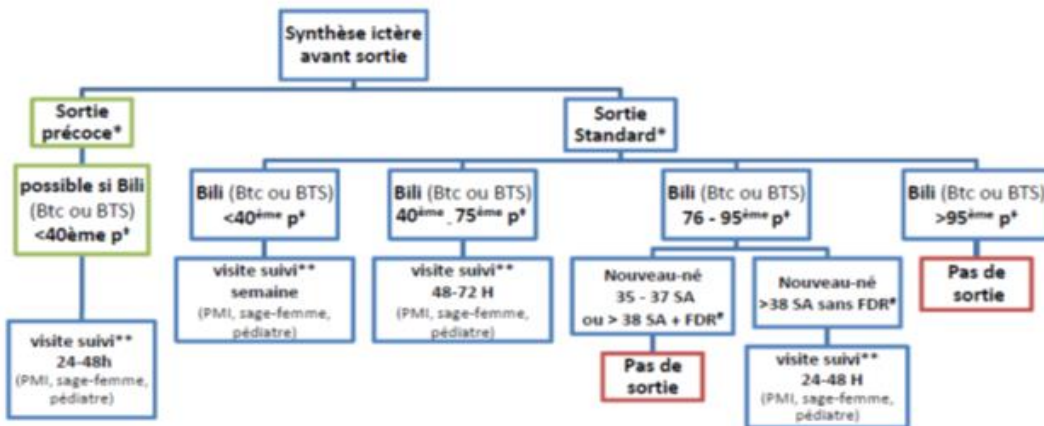 Synthèse ictère
avant sortie
Sortie
précoce*
Sortie
Standard*
possible si Bili
(Btc ou BTS)
<40ème p‡
Bili (Btc ou BTS)
<40ème p‡
Bili (Btc ou BTS)
40ème - 75ème p‡
Bili (Btc ou BTS)
76 - 95ème p‡
Bili (Btc ou BTS)
>95ème p‡
visite suivi**
24-48h
(PMI, sage-femme,
pédiatre)
visite suivi**
semaine
(PMI, sage-femme,
pédiatre)
visite suivi**
48-72 H
(PMI, sage-femme,
pédiatre)
Nouveau-né
35 - 37 SA
ou > 38 SA + FDR#
Pas de
sortie
Nouveau-né
>38 SA sans FDR#
visite suivi**
24-48 H
(PMI, sage-femme,
pédiatre)
Pas de
sortie